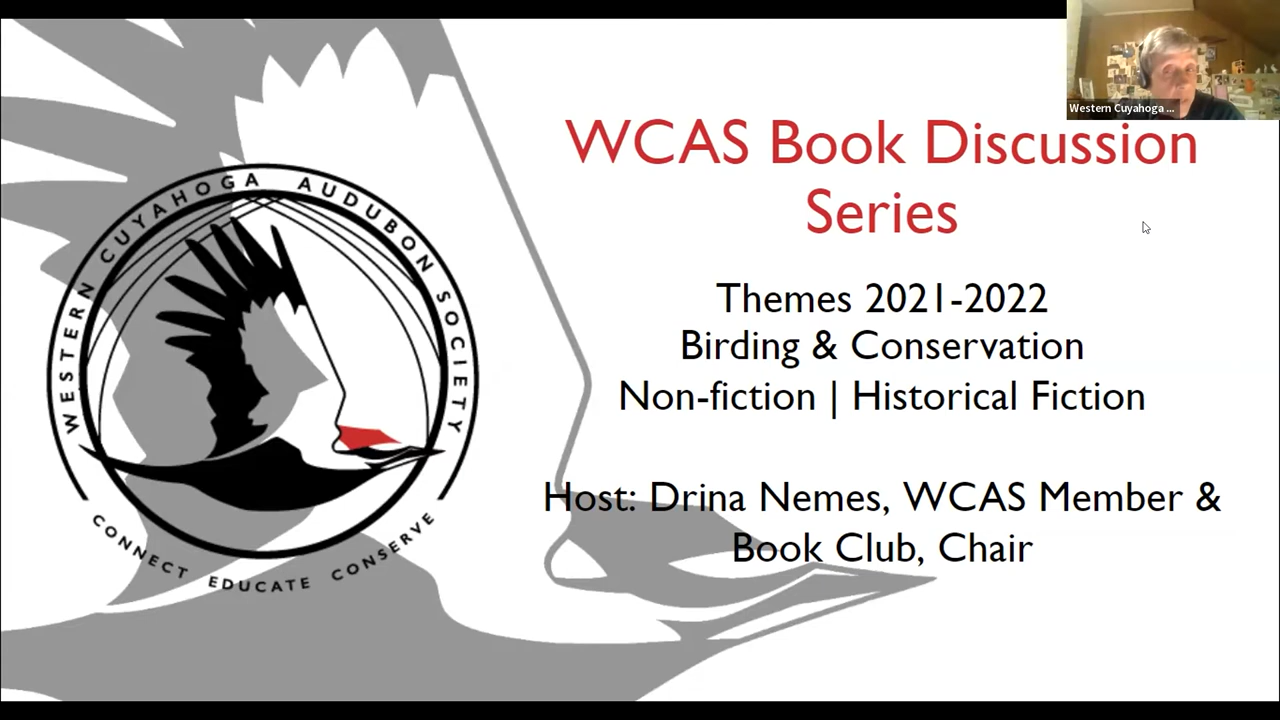 Western Cuyahoga ...
WCAS Book Discussion
Series
Themes 2021-2022
Birding & Conservation
Non-fiction | Historical Fiction
Host: Drina Nemes, WCAS Member &
Book Club, Chair
WESTERN CUYAHOGA AUDUBON SOCIETY
CONNECT EDUCATE CONSERVE